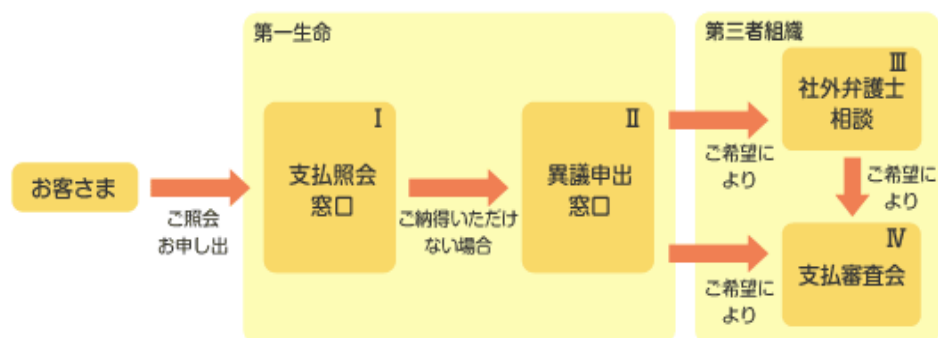 第一生命
第三者組織
お客さま
ご照会
お申し出
Ⅰ
支払照会
窓口
ご納得いただけ
ない場合
Ⅱ
異議申出
窓口
ご希望に
より
Ⅲ
社外弁護士
相談
ご希望に
より
ご希望に
より
Ⅳ
支払審査会